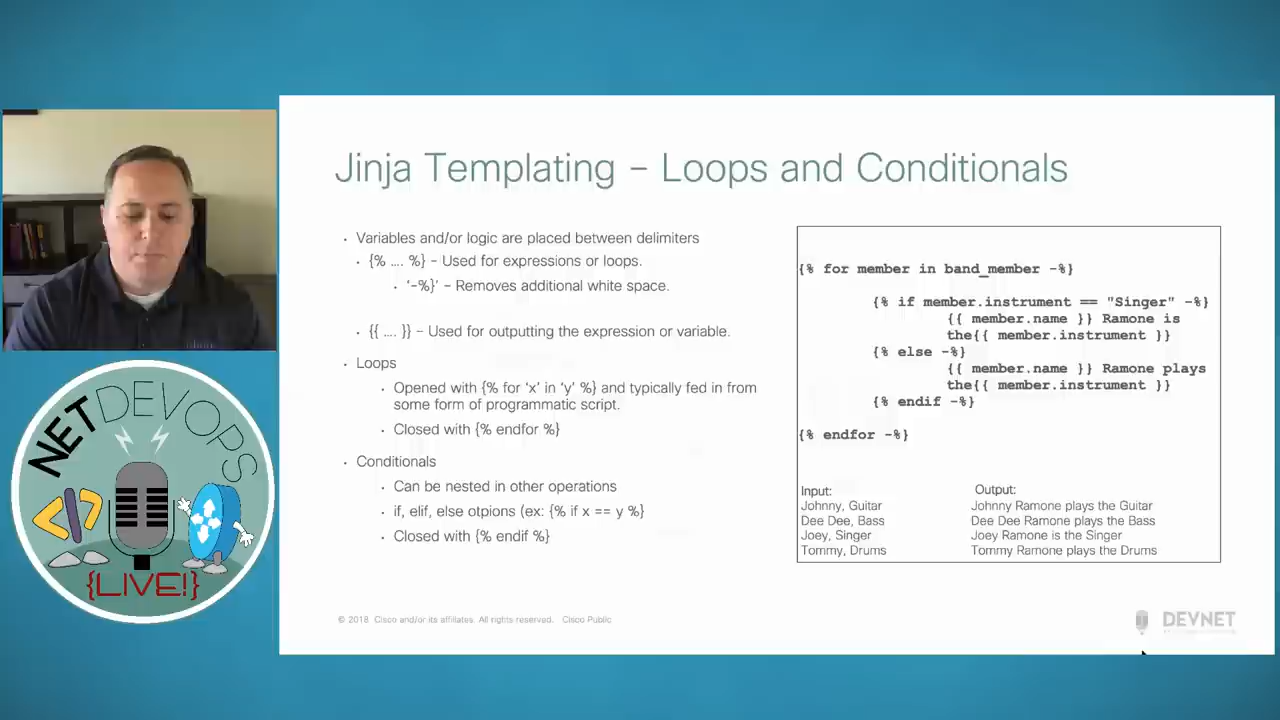 Jinja Templating – Loops and Conditionals
• Variables and/or logic are placed between delimiters
• {% .... %} – Used for expressions or loops.
• '-%}' – Removes additional white space.
• {{ .... }} – Used for outputting the expression or variable.
• Loops
• Opened with {% for 'x' in 'y' %} and typically fed in from
some form of programmatic script.
• Closed with {% endfor %}
• Conditionals
• Can be nested in other operations
• if, elif, else otpions (ex: {% if x == y %}
• Closed with {% endif %}
{% for member in band_member -%}
{% if member.instrument == "Singer" -%}
{{ member.name }} Ramone is
the{{ member.instrument }}
{% else -%}
{{ member.name }} Ramone plays
the{{ member.instrument }}
{% endif -%}
{% endfor -%}
Input: Output:
Johnny, Guitar Johnny Ramone plays the Guitar
Dee Dee, Bass Dee Dee Ramone plays the Bass
Joey, Singer Joey Ramone is the Singer
Tommy, Drums Tommy Ramone plays the Drums
NETDEVOPS
</>
{LIVE!}
© 2018 Cisco and/or its affiliates. All rights reserved. Cisco Public
DEVNET